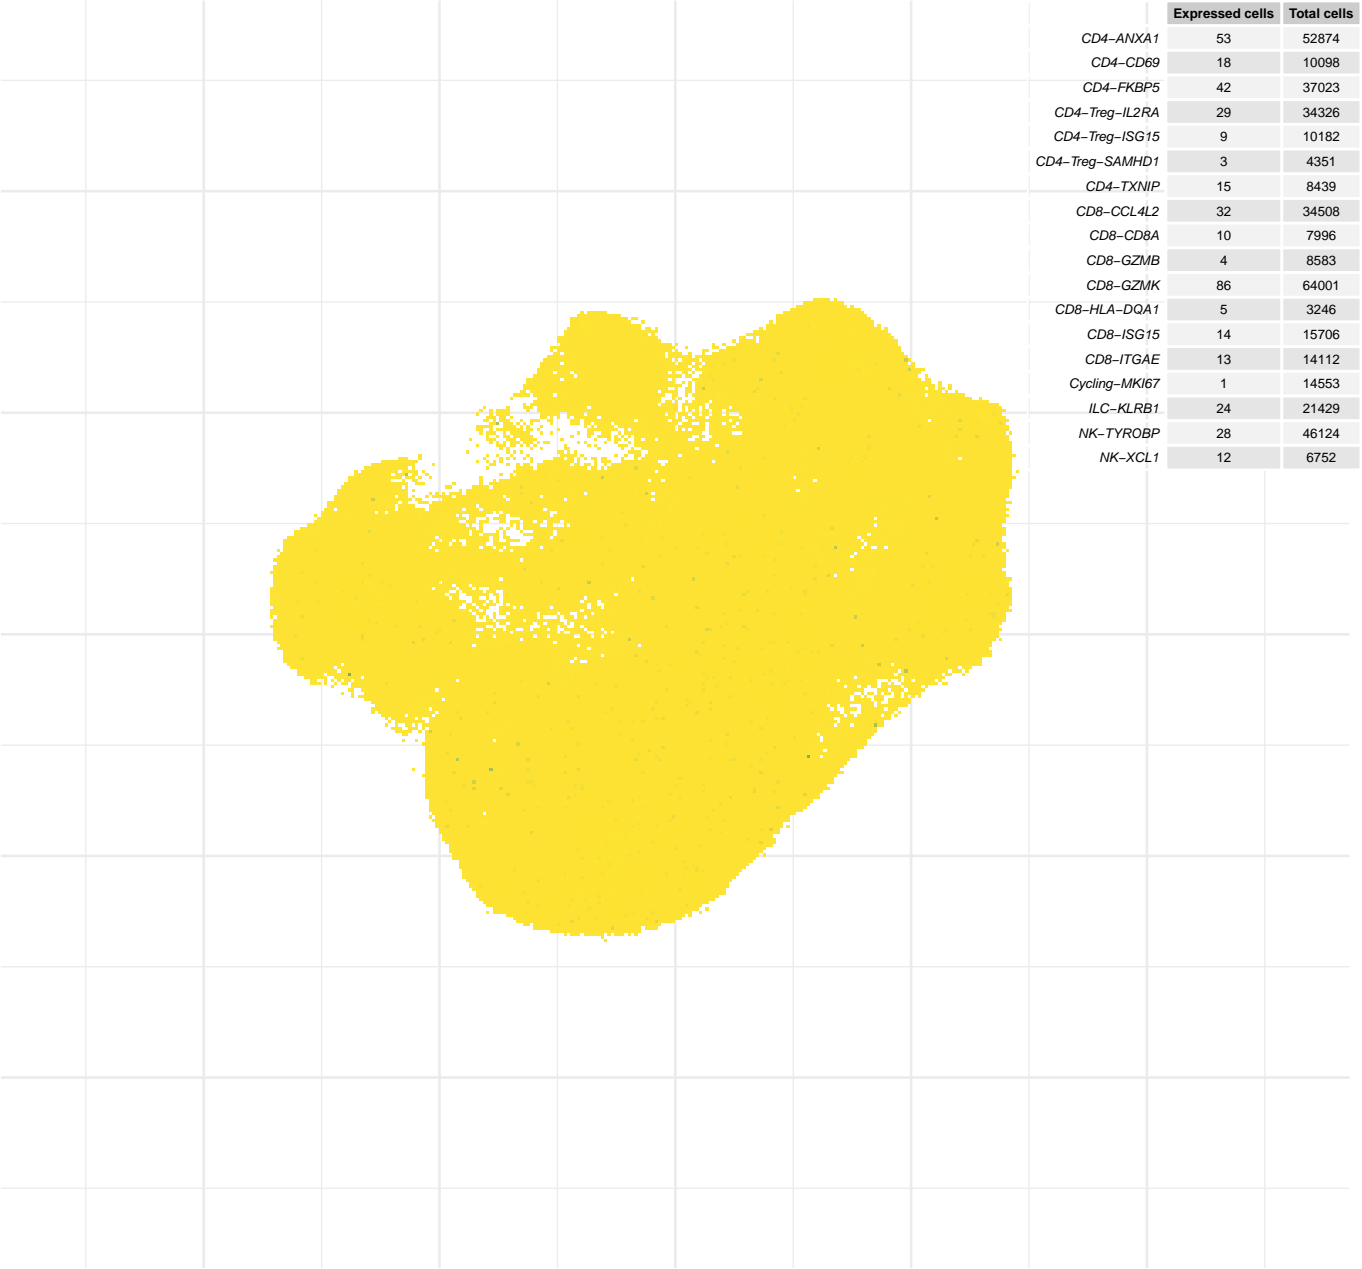 Expressed cells Total cells
CD4−ANXA1 53 52874
CD4−CD69 18 10098
CD4−FKBP5 42 37023
CD4−Treg−IL2RA 29 34326
CD4−Treg−ISG15 9 10182
CD4−Treg−SAMHD1 3 4351
CD4−TXNIP 15 8439
CD8−CCL4L2 32 34508
CD8−CD8A 10 7996
CD8−GZMB 4 8583
CD8−GZMK 86 64001
CD8−HLA−DQA1 5 3246
CD8−ISG15 14 15706
CD8−ITGAE 13 14112
Cycling−MKI67 1 14553
ILC−KLRB1 24 21429
NK−TYROBP 28 46124
NK−XCL1 12 6752